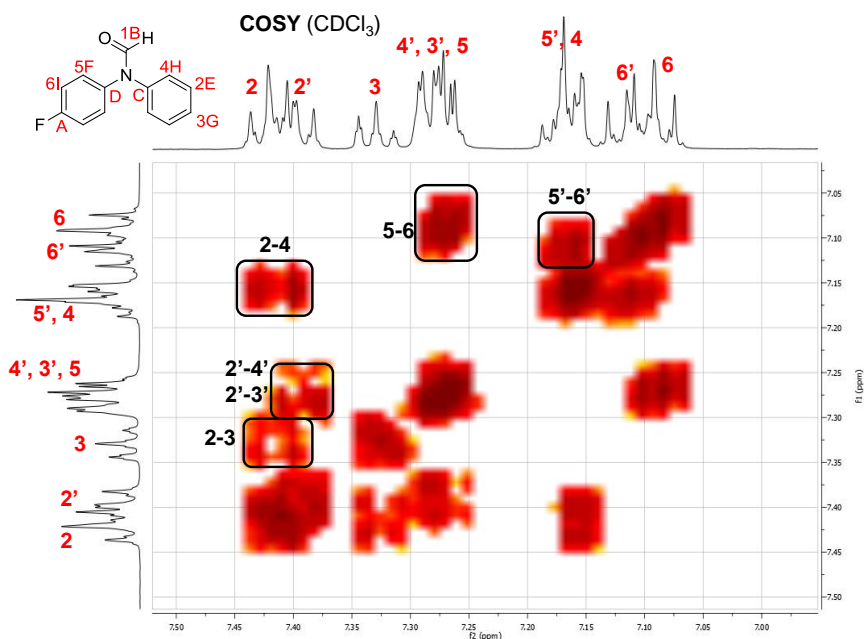 COSY (CDCl3)
1B
H
O
5F
4H
6I
N
2E
D
C
F
A
3G
2
2'
3
4', 3', 5
5', 4
6'
6
6
6'
5', 4
4', 3', 5
3
2'
2
2-4
5-6
5'-6'
2'-4'
2'-3'
2-3
7.05
7.10
7.15
7.20
7.25
7.30
7.35
7.40
7.45
7.50
f1 (ppm)
7.50
7.45
7.40
7.35
7.30
7.25
7.20
7.15
7.10
7.05
7.00
f2 (ppm)